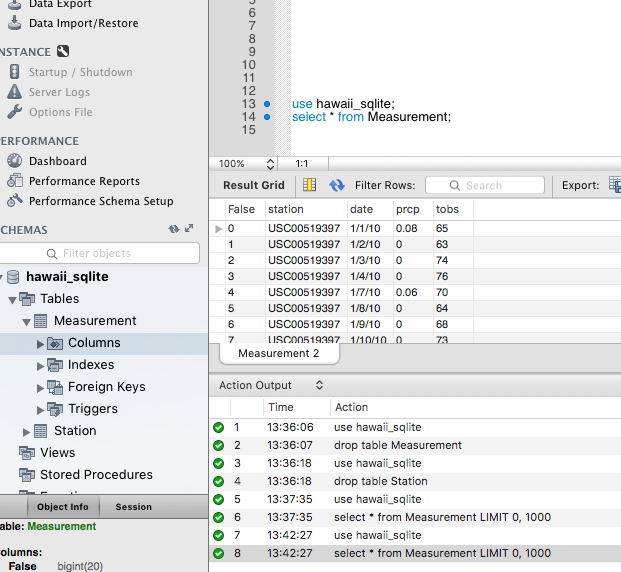 Data Export
Data Import/Restore
NSTANCE
Startup / Shutdown
Server Logs
Options File
ERFORMANCE
Dashboard
Performance Reports
Performance Schema Setup
CHEMAS
Filter objects
hawaii_sqlite
Tables
Measurement
Columns
Indexes
Foreign Keys
Triggers
Station
Views
Stored Procedures
Object Info Session
able: Measurement
olumns:
False bigint(20)
6
7
8
9
10
11
12
13 use hawaii_sqlite;
14 select * from Measurement;
15
100% 1:1
Result Grid Filter Rows: Search Export:
False station date prcp tobs
0 USC00519397 1/1/10 0.08 65
1 USC00519397 1/2/10 0 63
2 USC00519397 1/3/10 0 74
3 USC00519397 1/4/10 0 76
4 USC00519397 1/7/10 0.06 70
5 USC00519397 1/8/10 0 64
6 USC00519397 1/9/10 0 68
7 USC00519397 1/10/10 0 73
Measurement 2
Action Output
Time Action
1 13:36:06 use hawaii_sqlite
2 13:36:07 drop table Measurement
3 13:36:18 use hawaii_sqlite
4 13:36:18 drop table Station
5 13:37:35 use hawaii_sqlite
6 13:37:35 select * from Measurement LIMIT 0, 1000
7 13:42:27 use hawaii_sqlite
8 13:42:27 select * from Measurement LIMIT 0, 1000